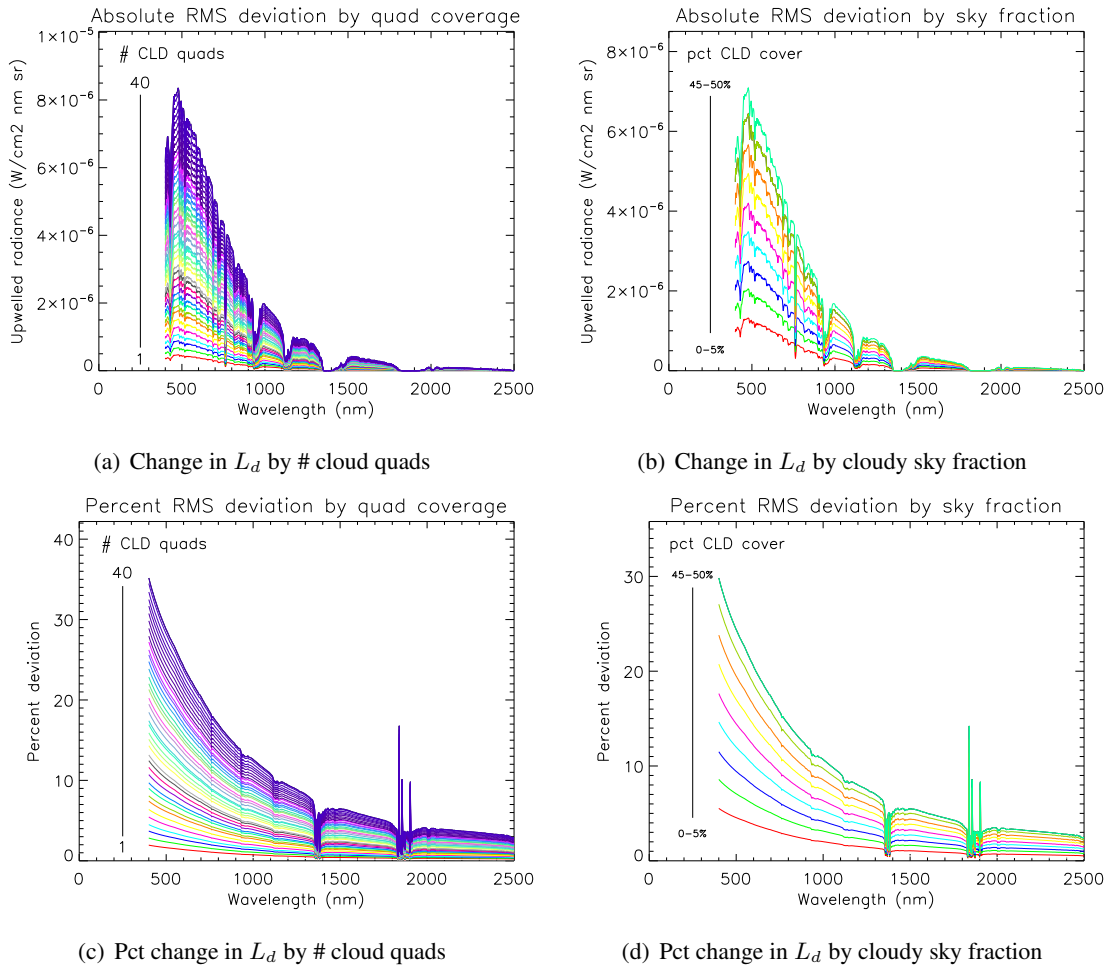 Absolute RMS deviation by quad coverage
1×10-5
8×10-6
6×10-6
4×10-6
2×10-6
0
Upwelled radiance (W/cm2 nm sr)
# CLD quads
40
1
0 500 1000 1500 2000 2500
Wavelength (nm)
(a) Change in Ld by # cloud quads
Absolute RMS deviation by sky fraction
8×10-6
6×10-6
4×10-6
2×10-6
0
Upwelled radiance (W/cm2 nm sr)
pct CLD cover
45-50%
0-5%
0 500 1000 1500 2000 2500
Wavelength (nm)
(b) Change in Ld by cloudy sky fraction
Percent RMS deviation by quad coverage
40
30
20
10
0
Percent deviation
# CLD quads
40
1
0 500 1000 1500 2000 2500
Wavelength (nm)
(c) Pct change in Ld by # cloud quads
Percent RMS deviation by sky fraction
30
20
10
0
Percent deviation
pct CLD cover
45-50%
0-5%
0 500 1000 1500 2000 2500
Wavelength (nm)
(d) Pct change in Ld by cloudy sky fraction